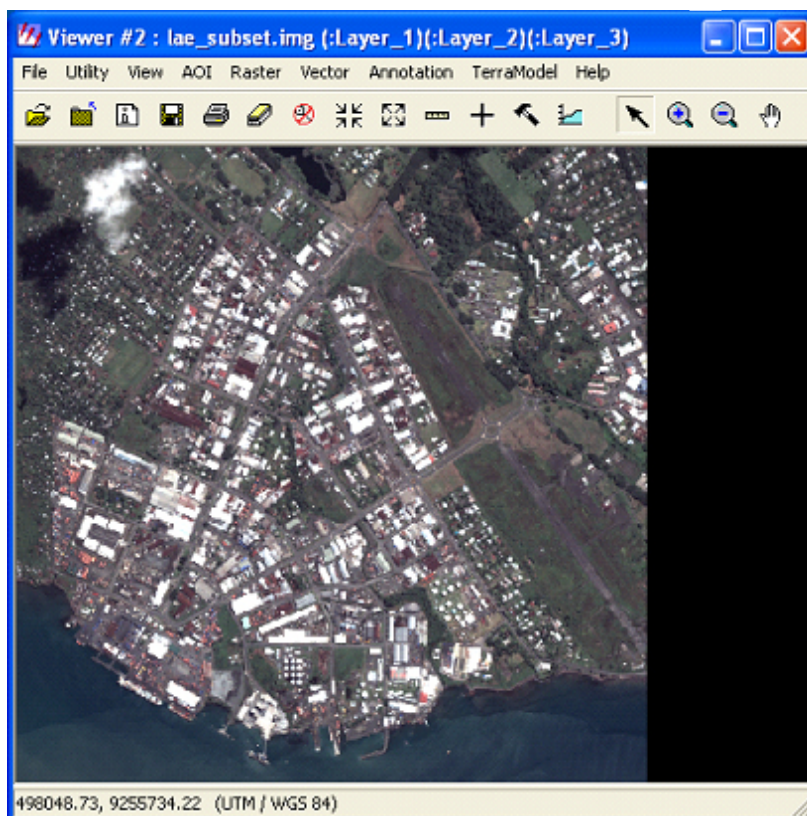 Viewer #2 : lae_subset.img (:Layer_1)(:Layer_2)(:Layer_3)
File Utility View AOI Raster Vector Annotation TerraModel Help
498048.73, 9255734.22 (UTM / WGS 84)